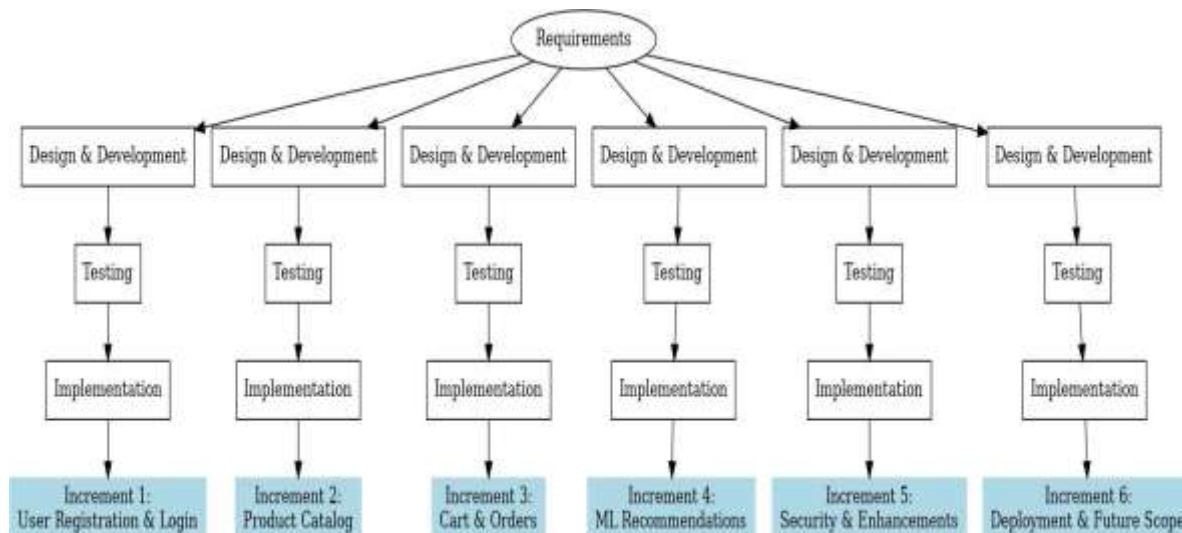 Requirements
Design & Development
Design & Development
Design & Development
Design & Development
Design & Development
Design & Development
Testing
Testing
Testing
Testing
Testing
Testing
Implementation
Implementation
Implementation
Implementation
Implementation
Implementation
Increment 1:
User Registration & Login
Increment 2:
Product Catalog
Increment 3:
Cart & Orders
Increment 4:
ML Recommendations
Increment 5:
Security & Enhancements
Increment 6:
Deployment & Future Scope